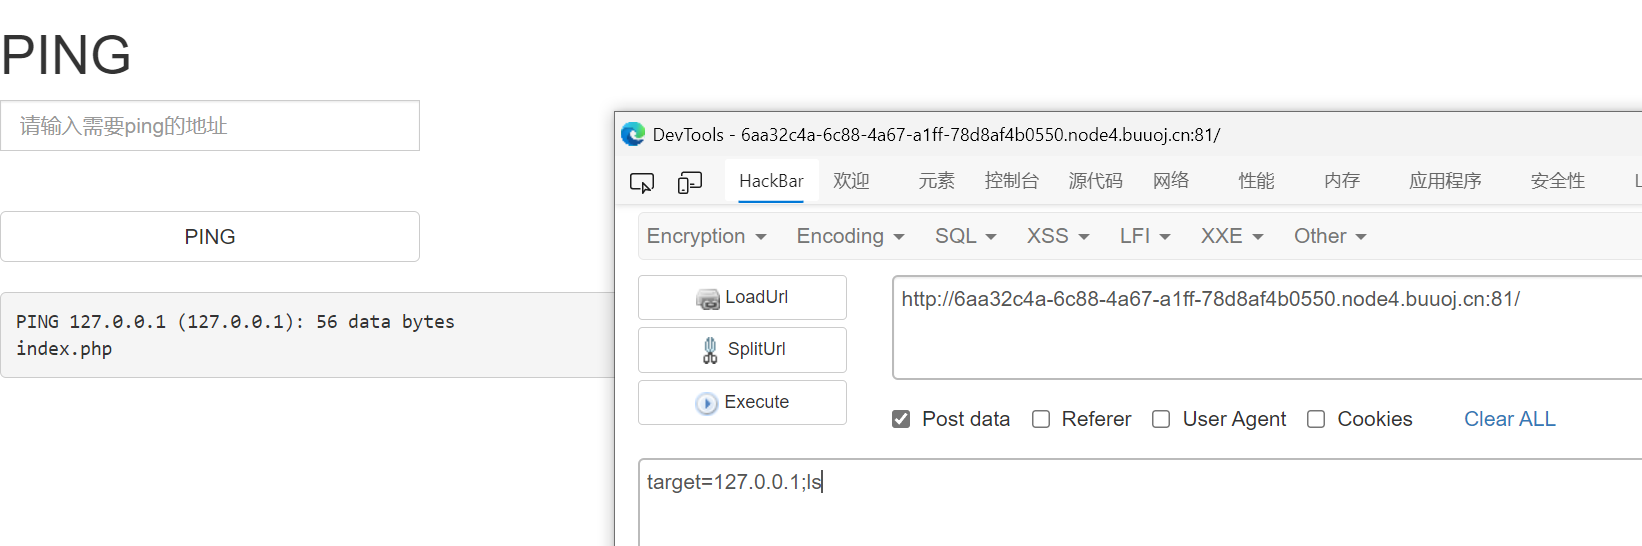 PING
请输入需要ping的地址
PING
PING 127.0.0.1 (127.0.0.1): 56 data bytes
index.php
DevTools - 6aa32c4a-6c88-4a67-a1ff-78d8af4b0550.node4.buuoj.cn:81/
HackBar 欢迎 元素 控制台 源代码 网络 性能 内存 应用程序 安全性 L
Encryption Encoding SQL XSS LFI XXE Other
LoadUrl
SplitUrl
Execute
http://6aa32c4a-6c88-4a67-a1ff-78d8af4b0550.node4.buuoj.cn:81/
Post data Referer User Agent Cookies Clear ALL
target=127.0.0.1;ls